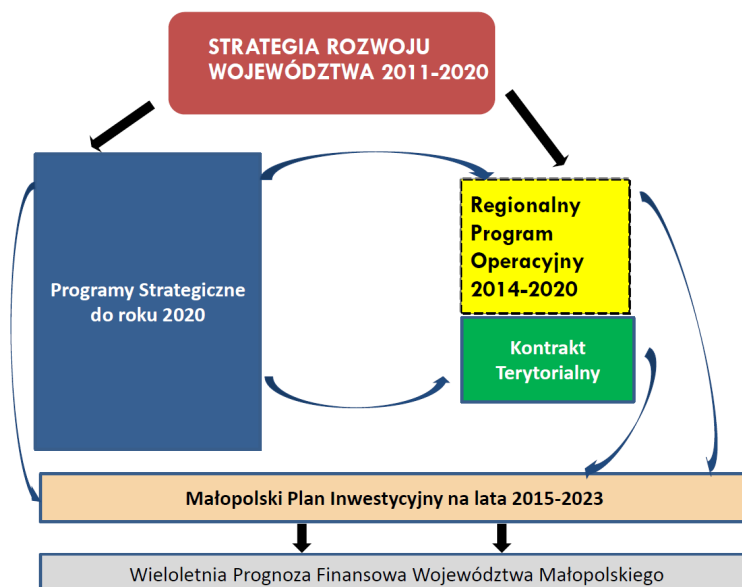 STRATEGIA ROZWOJU
WOJEWÓDZTWA 2011-2020
Programy Strategiczne
do roku 2020
Regionalny
Program
Operacyjny
2014-2020
Kontrakt
Terytorialny
Małopolski Plan Inwestycyjny na lata 2015-2023
Wieloletnia Prognoza Finansowa Województwa Małopolskiego